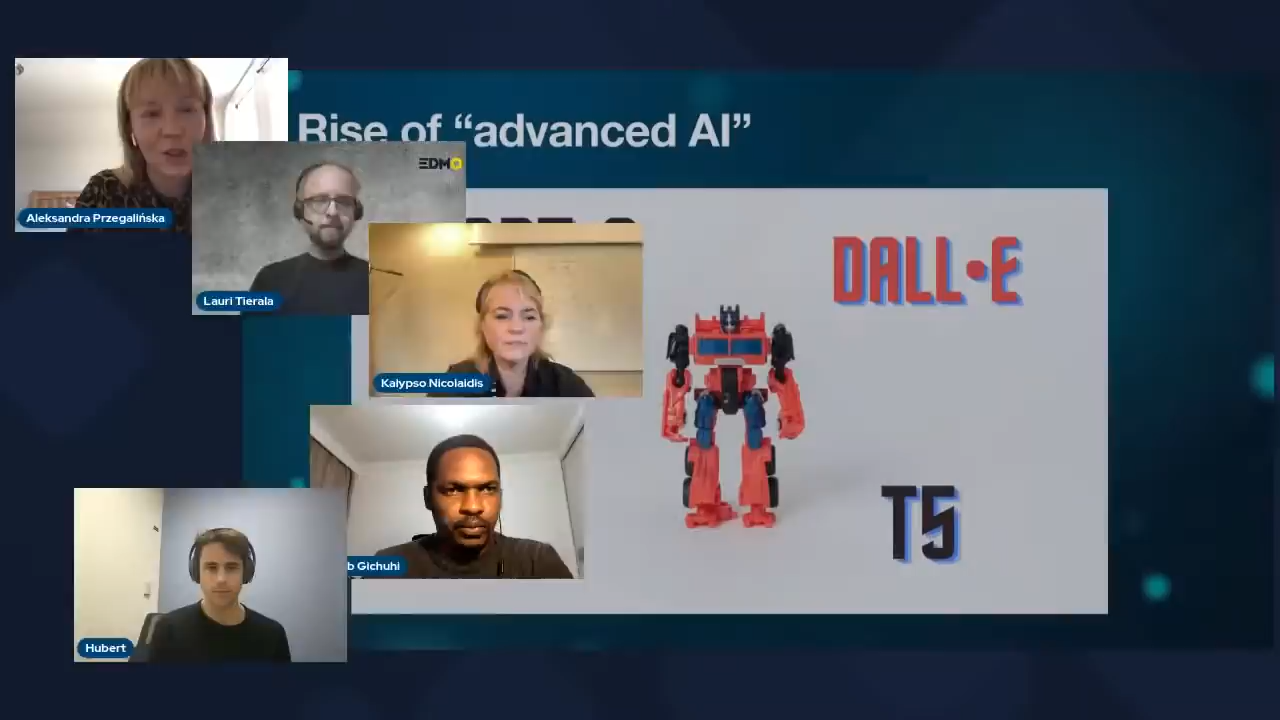 Rise of “advanced AI”
Aleksandra Przegalińska
EDMO
Lauri Tierala
DALL•E
Kalypso Nicolaidis
T5
b Gichuhi
Hubert